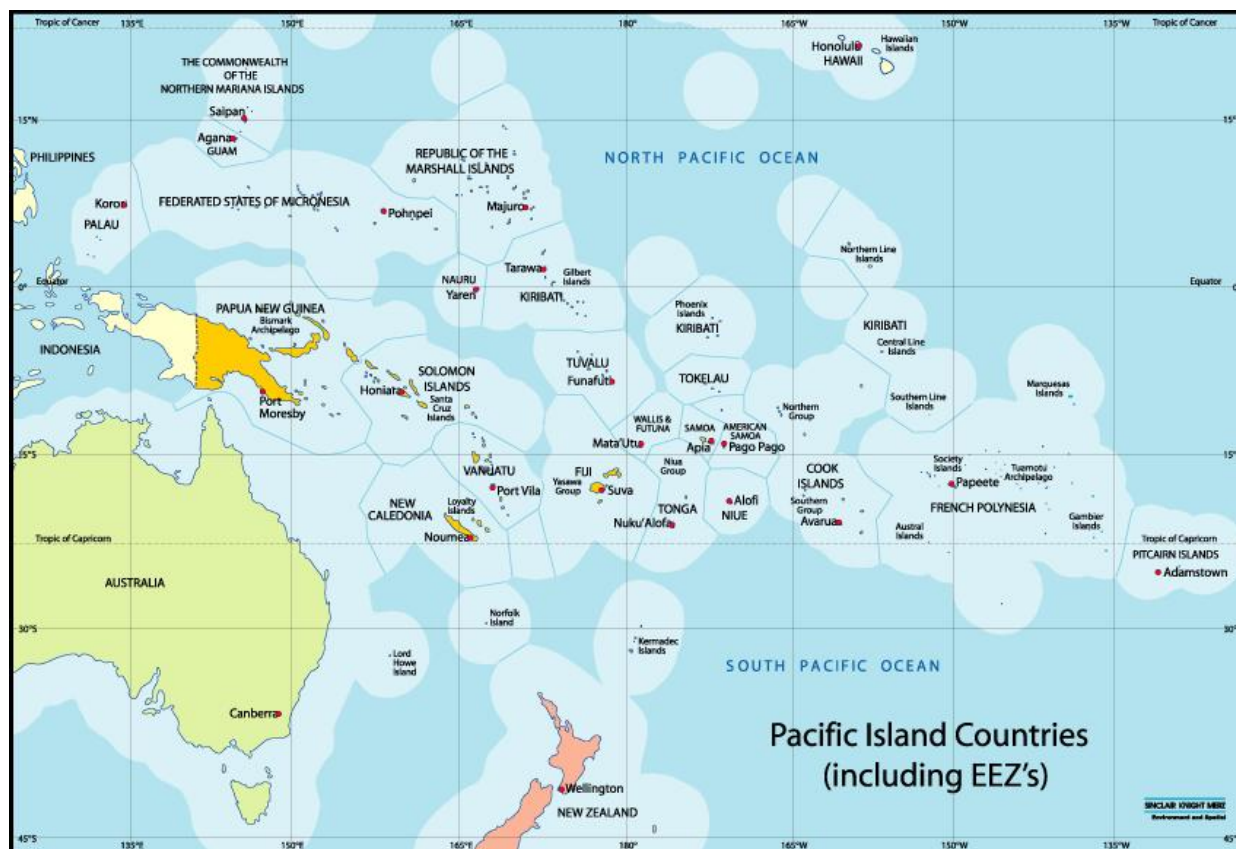 Tropic of Cancer
135°E
150°E
165°E
180°
165°W
150°W
135°W
Tropic of Cancer
Honolulu
HAWAII
Hawaiian
Islands
THE COMMONWEALTH
OF THE
NORTHERN MARIANA ISLANDS
Saipan
15°N
15°
Agana
GUAM
PHILIPPINES
REPUBLIC OF THE
MARSHALL ISLANDS
NORTH PACIFIC OCEAN
Koror
PALAU
FEDERATED STATES OF MICRONESIA
Pohnpei
Majuro
Northern Line
Islands
Tarawa
Gilbert
Islands
KIRIBATI
NAURU
Yaren
0°
Equator
Equator
PAPUA NEW GUINEA
Bismark
Archipelago
Phoenix
Islands
KIRIBATI
KIRIBATI
Central Line
Islands
INDONESIA
SOLOMON
ISLANDS
Honiara
Santa
Cruz
Islands
TUVALU
Funafuti
TOKELAU
Marquesas
Islands
Southern Line
Islands
Port
Moresby
Northern
Group
WALLIS &
FUTUNA
Mata'Utu
SAMOA
Apia
AMERICAN
SAMOA
Pago Pago
15°S
15°
VANUATU
Port Vila
FIJI
Yasawa
Group
Suva
Niua
Group
COOK
ISLANDS
Society
Islands
Papeete
Tuemotu
Archipelago
FRENCH POLYNESIA
NEW
CALEDONIA
Loyalty
Islands
Noumea
TONGA
Nuku'Alofa
Alofi
NIUE
Southern
Group
Avarua
Austral
Islands
Gambier
Islands
Tropic of Capricorn
Tropic of Capricorn
PITCAIRN ISLANDS
Adamstown
AUSTRALIA
Norfolk
Island
30°S
30°
Lord
Howe
Island
Kermadec
Islands
SOUTH PACIFIC OCEAN
Canberra
Pacific Island Countries
(including EEZ's)
Wellington
NEW ZEALAND
SINCLAIR KNIGHT MERZ
Environment and Spatial
45°S
45°
135°E
150°E
165°E
180°
165°W
150°W
135°W